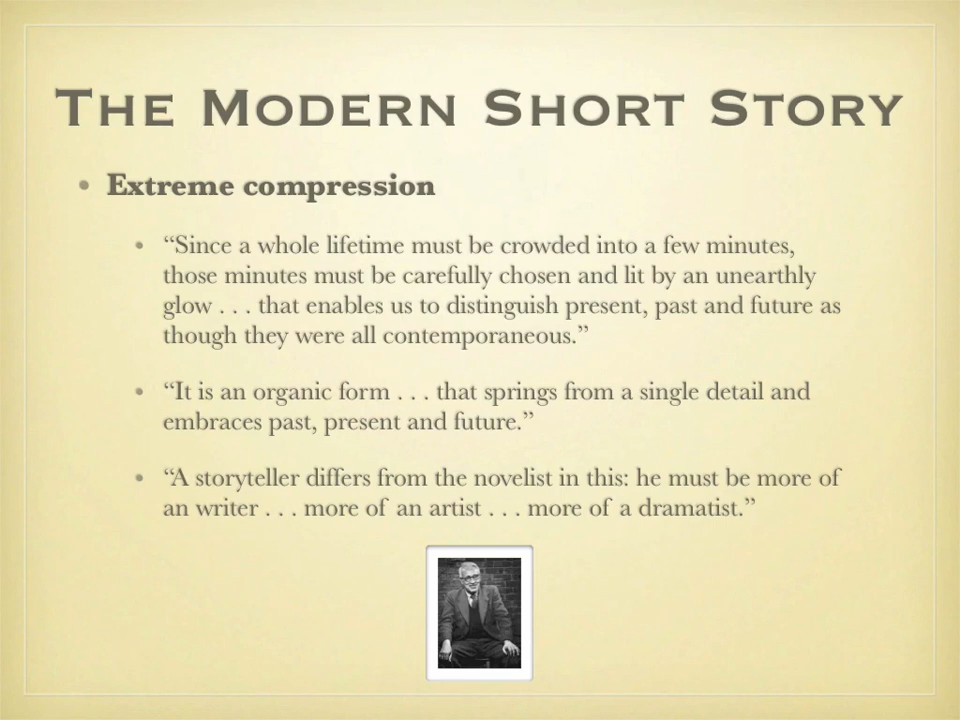 The Modern Short Story
• Extreme compression
• “Since a whole lifetime must be crowded into a few minutes,
those minutes must be carefully chosen and lit by an unearthly
glow . . . that enables us to distinguish present, past and future as
though they were all contemporaneous.”
• “It is an organic form . . . that springs from a single detail and
embraces past, present and future.”
• “A storyteller differs from the novelist in this: he must be more of
an writer . . . more of an artist . . . more of a dramatist.”